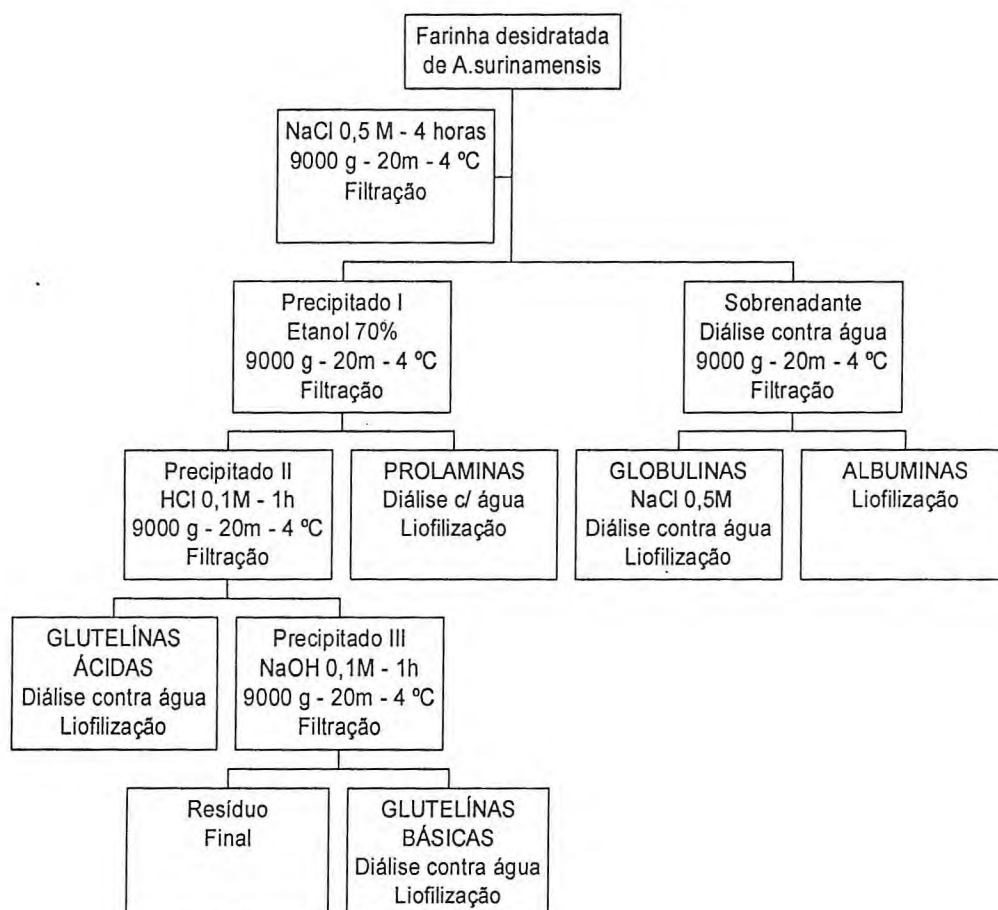 Farinha desidratada
de A.surinamensis
NaCl 0,5 M - 4 horas
9000 g - 20m - 4 ºC
Filtração
Precipitado I
Etanol 70%
9000 g - 20m - 4 ºC
Filtração
Sobrenadante
Diálise contra água
9000 g - 20m - 4 ºC
Filtração
Precipitado II
HCl 0,1M - 1h
9000 g - 20m - 4 ºC
Filtração
PROLAMINAS
Diálise c/ água
Liofilização
GLOBULINAS
NaCl 0,5M
Diálise contra água
Liofilização
ALBUMINAS
Liofilização
GLUTELÍNAS
ÁCIDAS
Diálise contra água
Liofilização
Precipitado III
NaOH 0,1M - 1h
9000 g - 20m - 4 ºC
Filtração
Resíduo
Final
GLUTELÍNAS
BÁSICAS
Diálise contra água
Liofilização